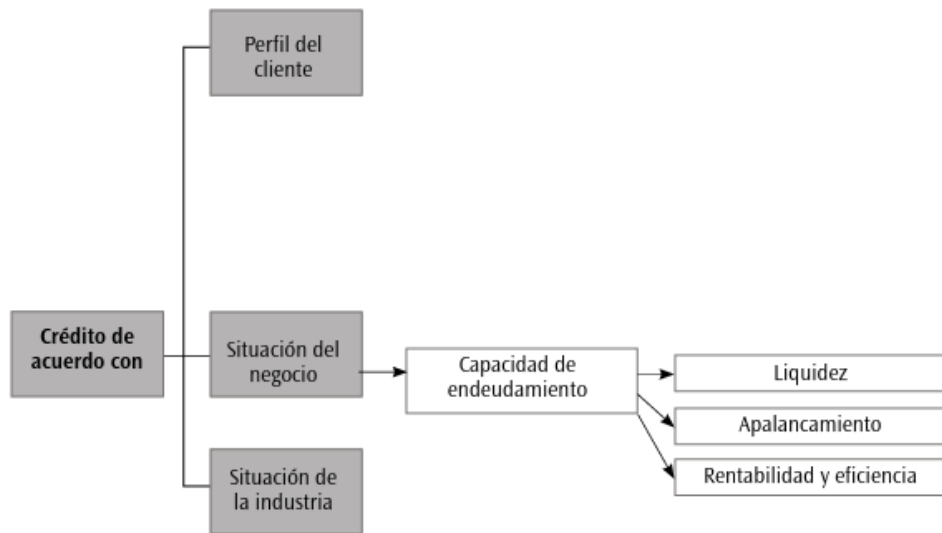 Perfil del
cliente
Crédito de
acuerdo con
Situación del
negocio
Capacidad de
endeudamiento
Liquidez
Apalancamiento
Rentabilidad y eficiencia
Situación de
la industria